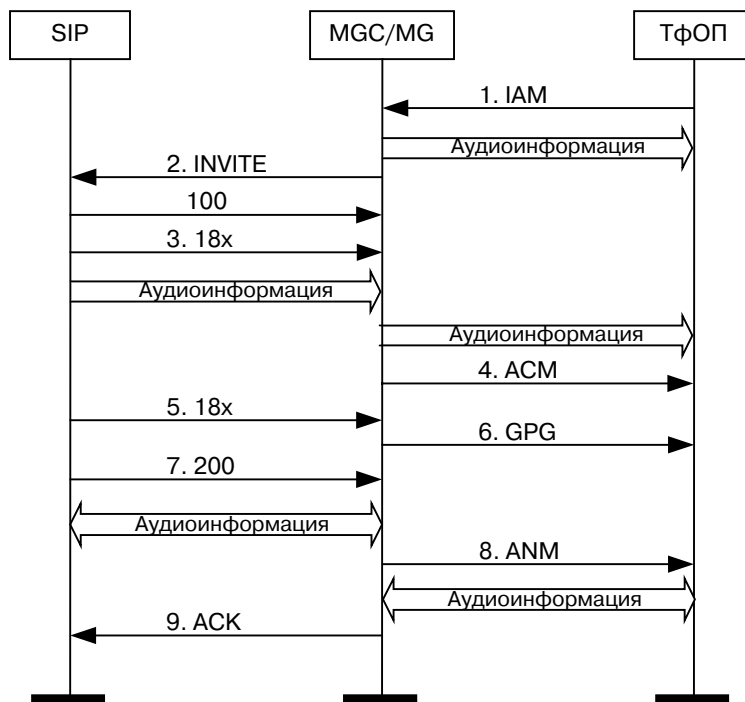 SIP
MGC/MG
ТфОП
1. IAM
Аудиоинформация
2. INVITE
100
3. 18x
Аудиоинформация
Аудиоинформация
4. ACM
5. 18x
6. GPG
7. 200
Аудиоинформация
8. ANM
Аудиоинформация
9. ACK